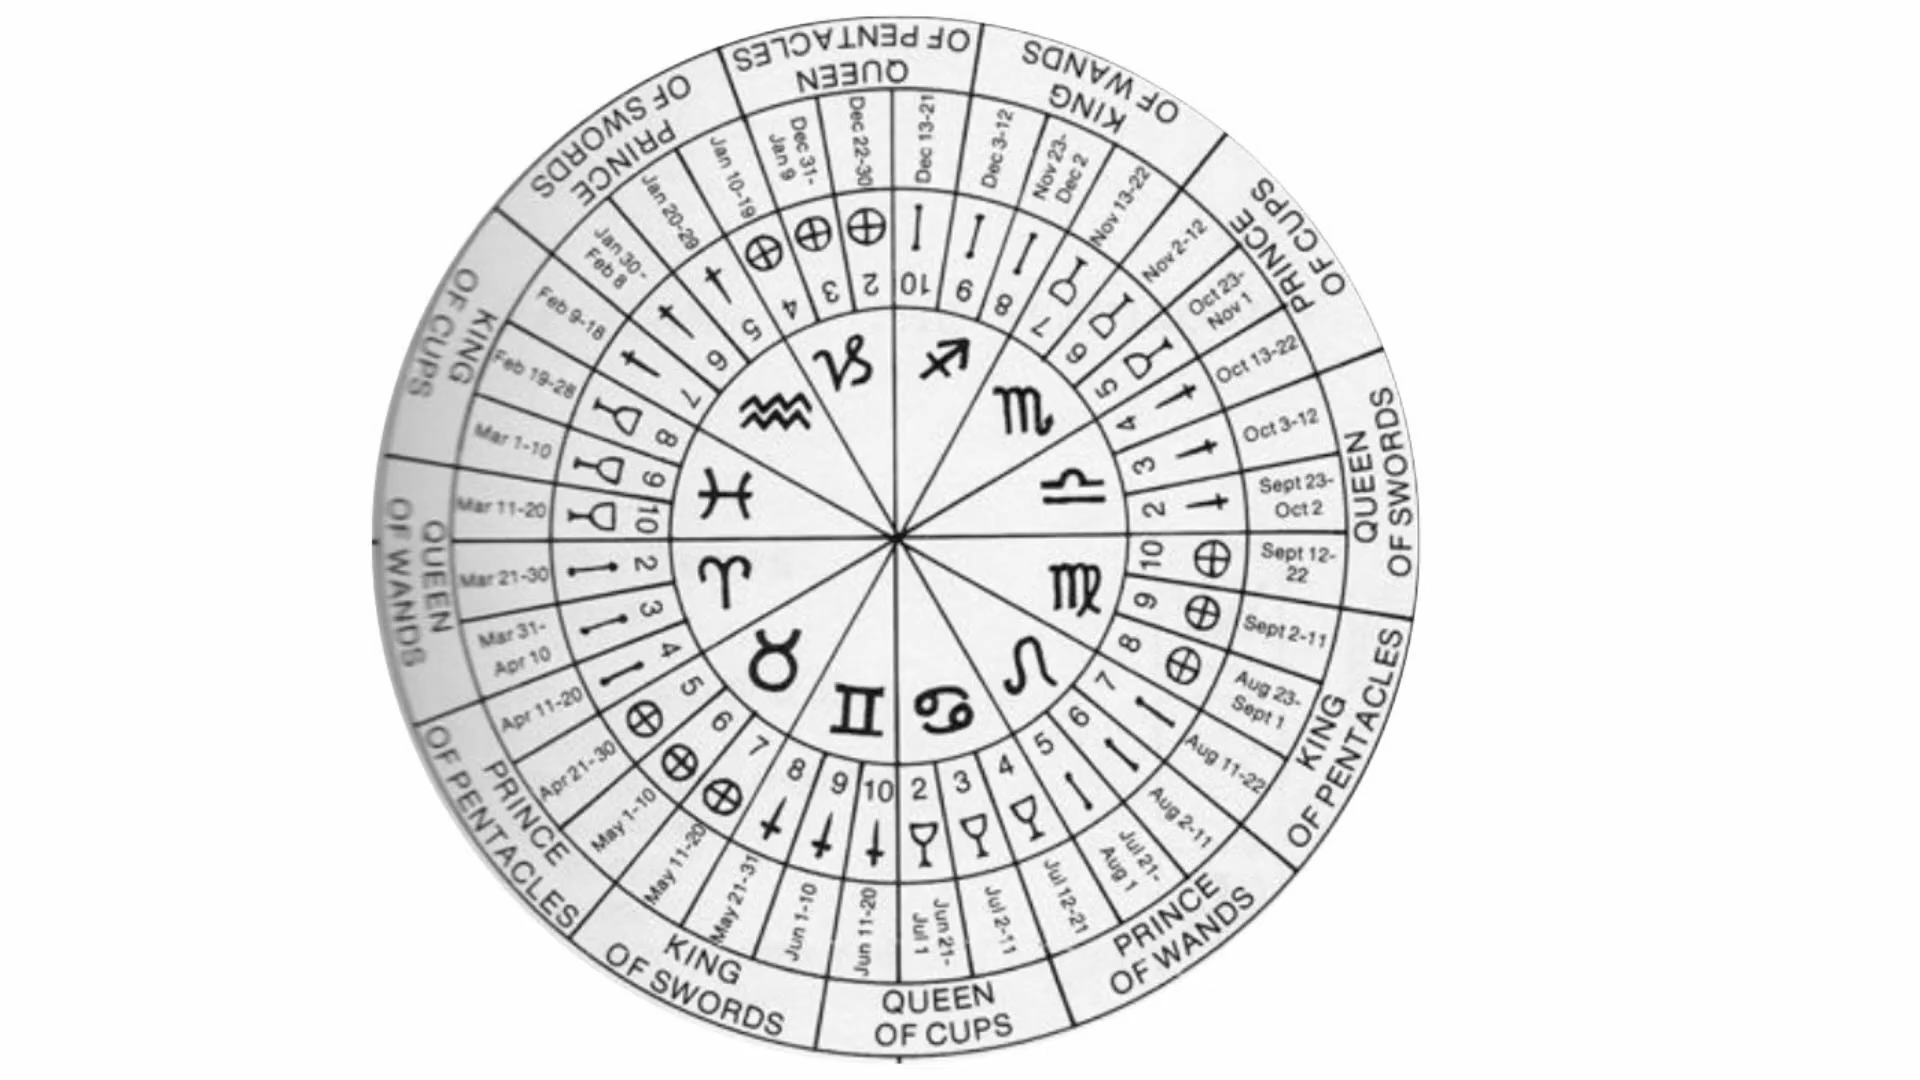 QUEEN
OF PENTACLES
KING
OF WANDS
PRINCE
OF CUPS
QUEEN
OF SWORDS
KING
OF PENTACLES
PRINCE
OF WANDS
QUEEN
OF CUPS
KING
OF SWORDS
PRINCE
OF PENTACLES
QUEEN
OF WANDS
KING
OF CUPS
PRINCE
OF SWORDS
Dec 22-30
Dec 13-21
Dec 3-12
Nov 23-
Dec 2
Nov 13-22
Nov 2-12
Oct 23-
Nov 1
Oct 13-22
Oct 3-12
Sept 23-
Oct 2
Sept 12-
22
Sept 2-11
Aug 23-
Sept 1
Aug 11-22
Aug 2-11
Jul 21-
Aug 1
Jul 12-21
Jul 2-11
Jun 21-
Jul 1
Jun 11-20
Jun 1-10
May 21-31
May 11-20
May 1-10
Apr 21-30
Apr 11-20
Mar 31-
Apr 10
Mar 21-30
Mar 11-20
Mar 1-10
Feb 19-28
Feb 9-18
Jan 30-
Feb 8
Jan 20-29
Jan 10-19
Dec 31-
Jan 9
2
10
9
8
7
6
5
4
3
2
10
9
8
7
6
5
4
3
2
10
9
8
7
6
5
4
3
2
10
9
8
7
6
5
4
3